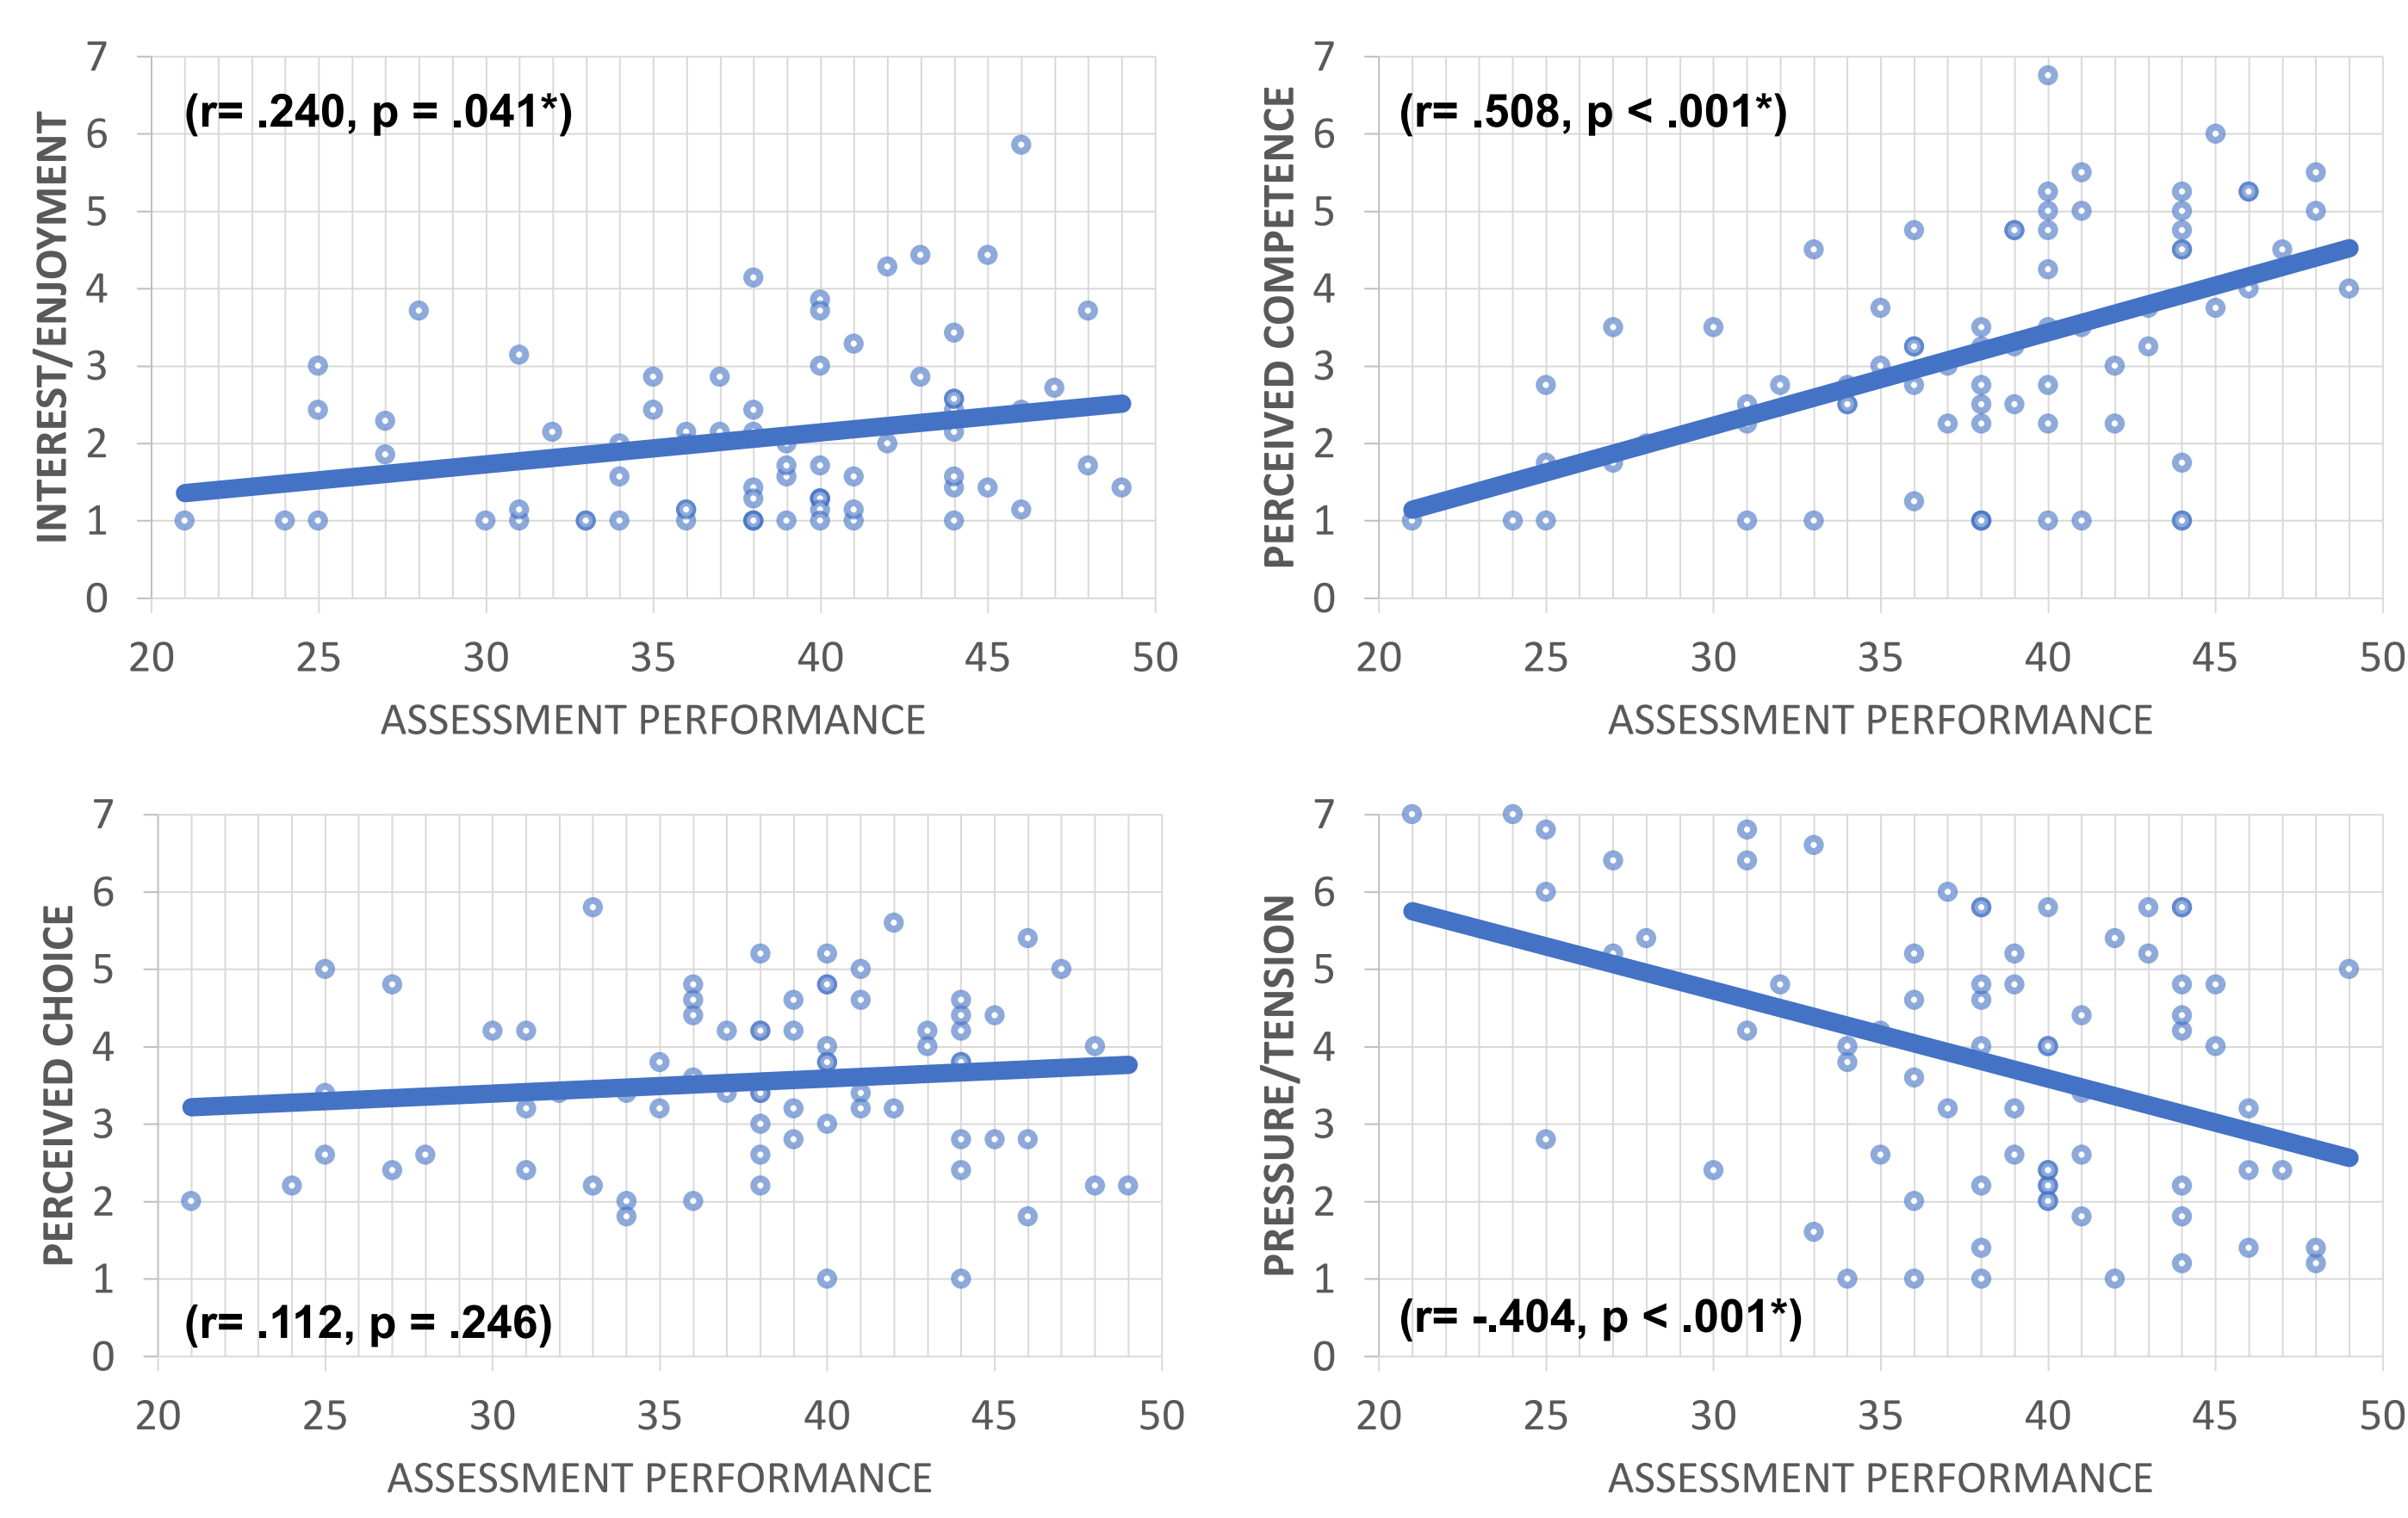 INTEREST/ENJOYMENT
(r= .240, p = .041*)
7
6
5
4
3
2
1
0
20 25 30 35 40 45 50
ASSESSMENT PERFORMANCE
PERCEIVED COMPETENCE
(r= .508, p < .001*)
7
6
5
4
3
2
1
0
20 25 30 35 40 45 50
ASSESSMENT PERFORMANCE
PERCEIVED CHOICE
7
6
5
4
3
2
1
0
(r= .112, p = .246)
20 25 30 35 40 45 50
ASSESSMENT PERFORMANCE
PRESSURE/TENSION
7
6
5
4
3
2
1
0
(r= -.404, p < .001*)
20 25 30 35 40 45 50
ASSESSMENT PERFORMANCE